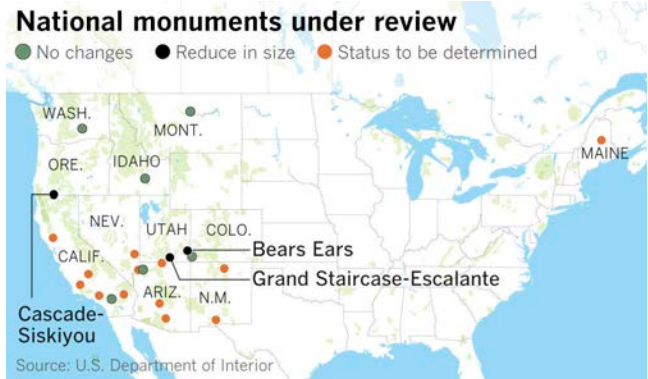 National monuments under review
No changes
Reduce in size
Status to be determined
WASH.
MONT.
MAINE
ORE.
IDAHO
NEV.
UTAH
COLO.
Bears Ears
CALIF.
Grand Staircase-Escalante
ARIZ.
N.M.
Cascade-
Siskiyou
Source: U.S. Department of Interior